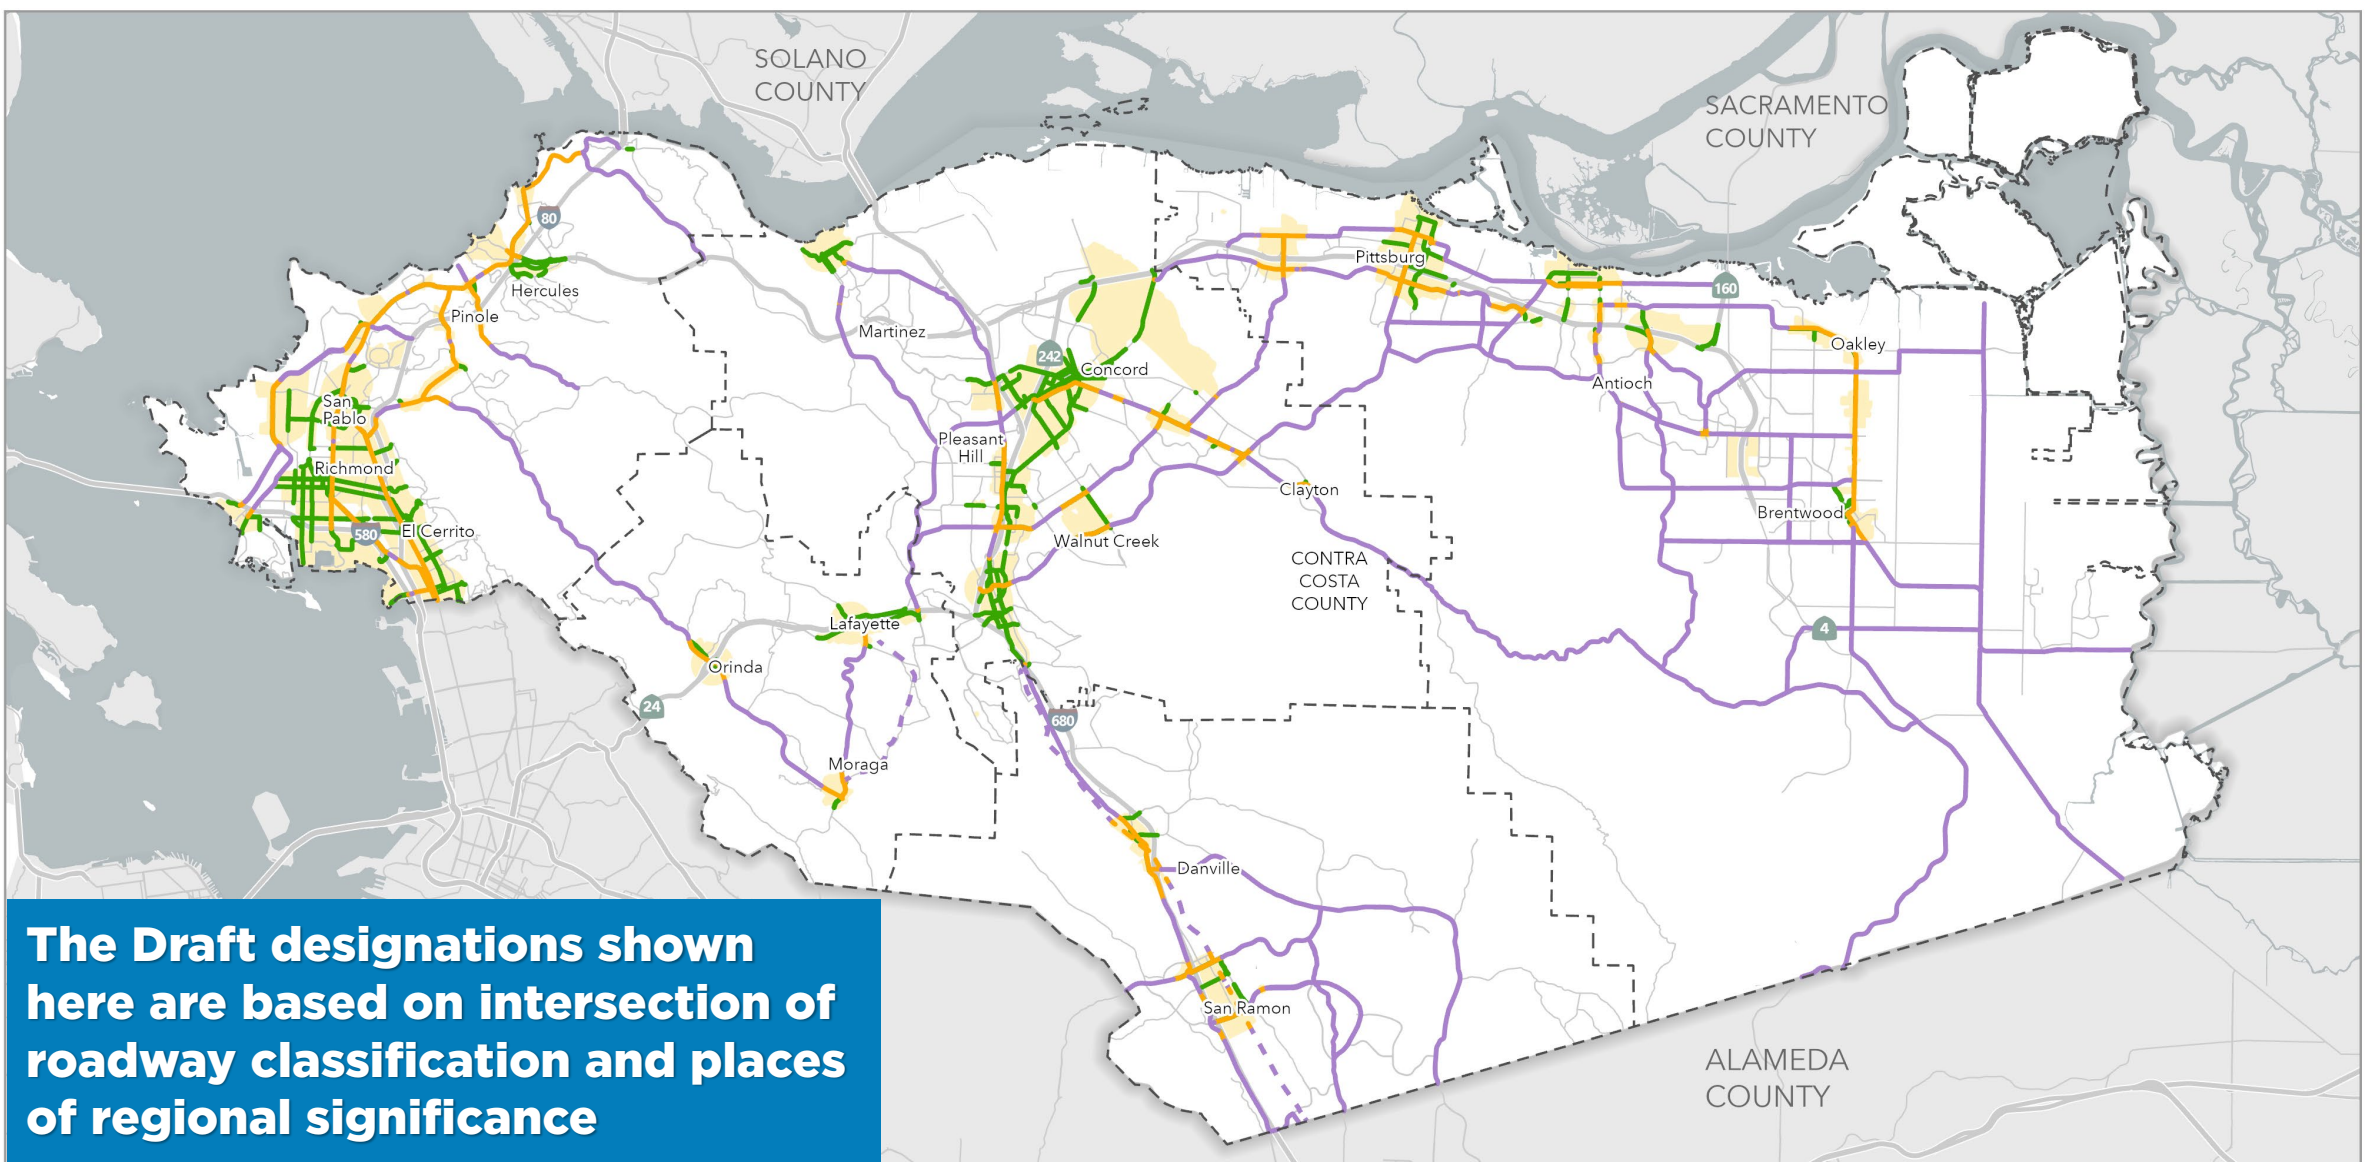 SOLANO
COUNTY
SACRAMENTO
COUNTY
80
Hercules
Pinole
Martinez
Pittsburg
160
Oakley
242
Concord
Antioch
San
Pablo
Pleasant
Hill
Richmond
Clayton
Brentwood
580
El Cerrito
Walnut Creek
CONTRA
COSTA
COUNTY
Lafayette
4
Orinda
24
680
Moraga
Danville
San Ramon
ALAMEDA
COUNTY
The Draft designations shown
here are based on intersection of
roadway classification and places
of regional significance